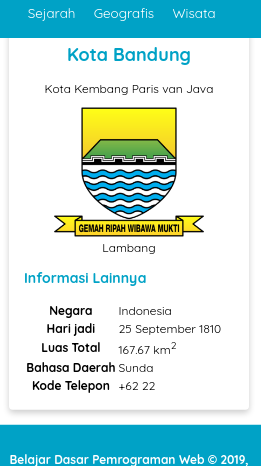 Sejarah Geografis Wisata
Kota Bandung
Kota Kembang Paris van Java
GEMAH RIPAH WIBAWA MUKTI
Lambang
Informasi Lainnya
Negara Indonesia
Hari jadi 25 September 1810
Luas Total 167.67 km2
Bahasa Daerah Sunda
Kode Telepon +62 22
Belajar Dasar Pemrograman Web © 2019,